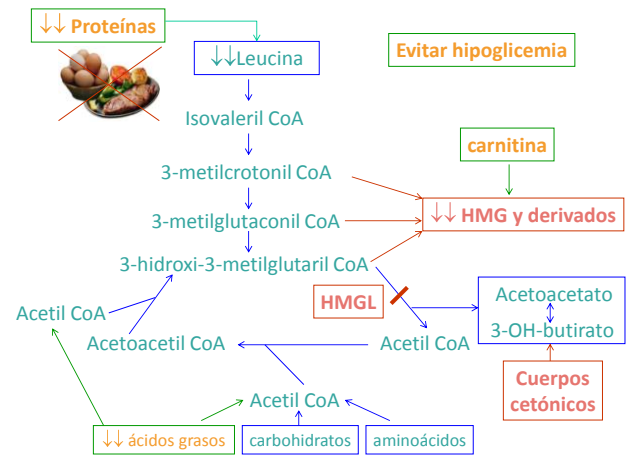 ↓↓ Proteínas
↓↓Leucina
Evitar hipoglicemia
Isovaleril CoA
carnitina
3-metilcrotonil CoA
3-metilglutaconil CoA
↓↓ HMG y derivados
3-hidroxi-3-metilglutaril CoA
HMGL
Acetoacetato
3-OH-butirato
Acetil CoA
Acetoacetil CoA
Acetil CoA
Cuerpos
cetónicos
Acetil CoA
↓↓ ácidos grasos
carbohidratos
aminoácidos